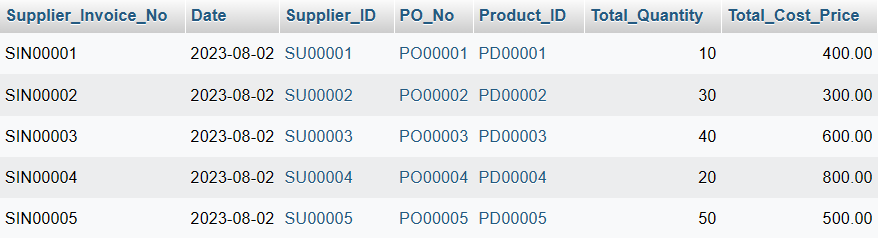 Supplier_Invoice_No Date Supplier_ID PO_No Product_ID Total_Quantity Total_Cost_Price
SIN00001 2023-08-02 SU00001 PO00001 PD00001 10 400.00
SIN00002 2023-08-02 SU00002 PO00002 PD00002 30 300.00
SIN00003 2023-08-02 SU00003 PO00003 PD00003 40 600.00
SIN00004 2023-08-02 SU00004 PO00004 PD00004 20 800.00
SIN00005 2023-08-02 SU00005 PO00005 PD00005 50 500.00